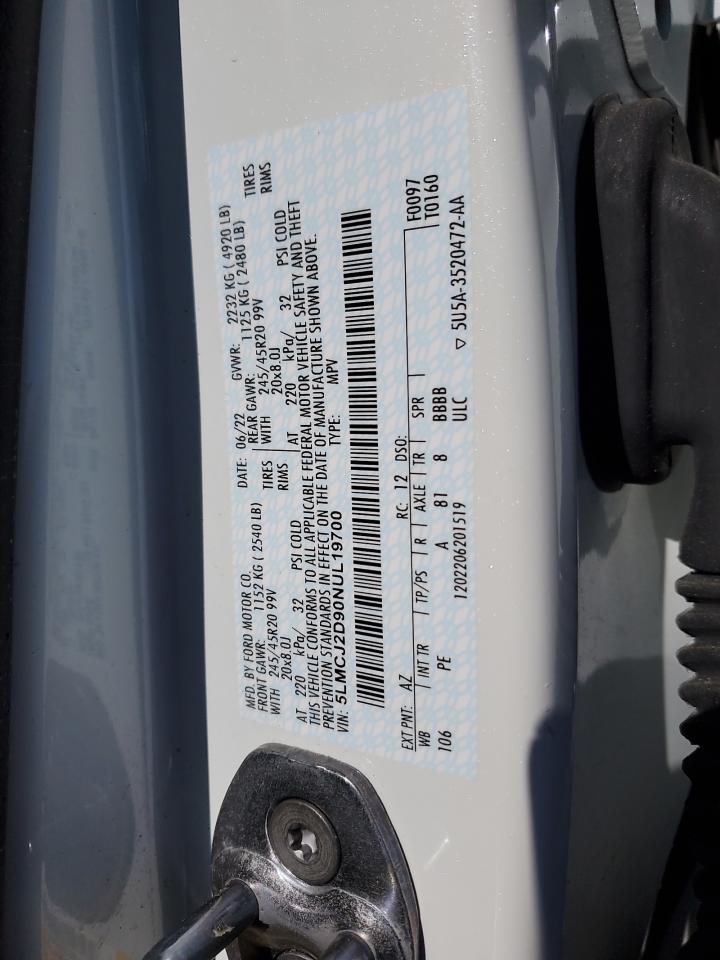 MFD. BY FORD MOTOR CO.
DATE: 06/22 GVWR: 2232 KG ( 4920 LB)
FRONT GAWR: 1152 KG ( 2540 LB) REAR GAWR: 1125 KG ( 2480 LB)
WITH 245/45R20 99V TIRES WITH 245/45R20 99V TIRES
20x8.0J RIMS 20x8.0J RIMS
AT 220 kPa/ 32 PSI COLD AT 220 kPa/ 32 PSI COLD
THIS VEHICLE CONFORMS TO ALL APPLICABLE FEDERAL MOTOR VEHICLE SAFETY AND THEFT
PREVENTION STANDARDS IN EFFECT ON THE DATE OF MANUFACTURE SHOWN ABOVE.
VIN: 5LMCJ2D90NUL19700 TYPE: MPV
F0097
T0160
EXT PNT: AZ RC: 12 DSO:
WB INT TR TP/PS R AXLE TR SPR
106 PE A 81 8 BBBB
1202206201519 ULC
▽ 5U5A-3520472-AA